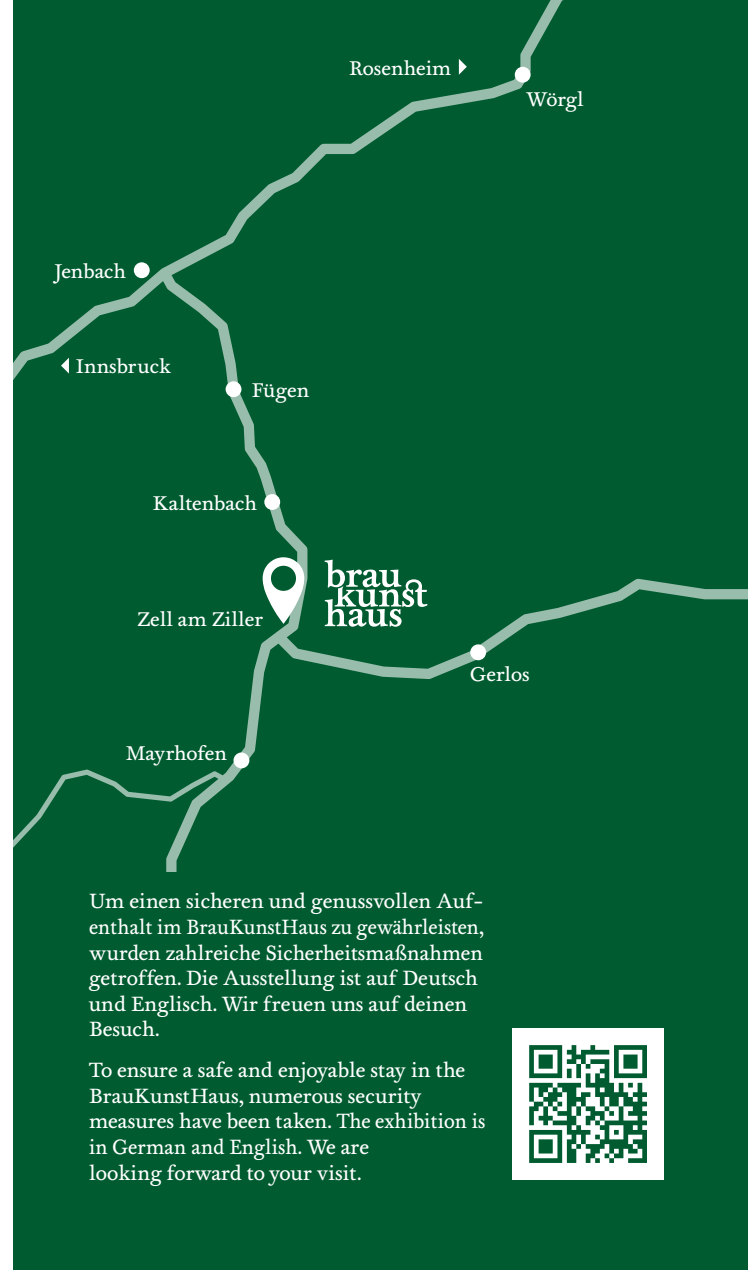 Rosenheim
Wörgl
Jenbach
Innsbruck
Fügen
Kaltenbach
brau
kunst
haus
Zell am Ziller
Gerlos
Mayrhofen
Um einen sicheren und genussvollen Auf-
enthalt im BrauKunstHaus zu gewährleisten,
wurden zahlreiche Sicherheitsmaßnahmen
getroffen. Die Ausstellung ist auf Deutsch
und Englisch. Wir freuen uns auf deinen
Besuch.
To ensure a safe and enjoyable stay in the
BrauKunstHaus, numerous security
measures have been taken. The exhibition is
in German and English. We are
looking forward to your visit.